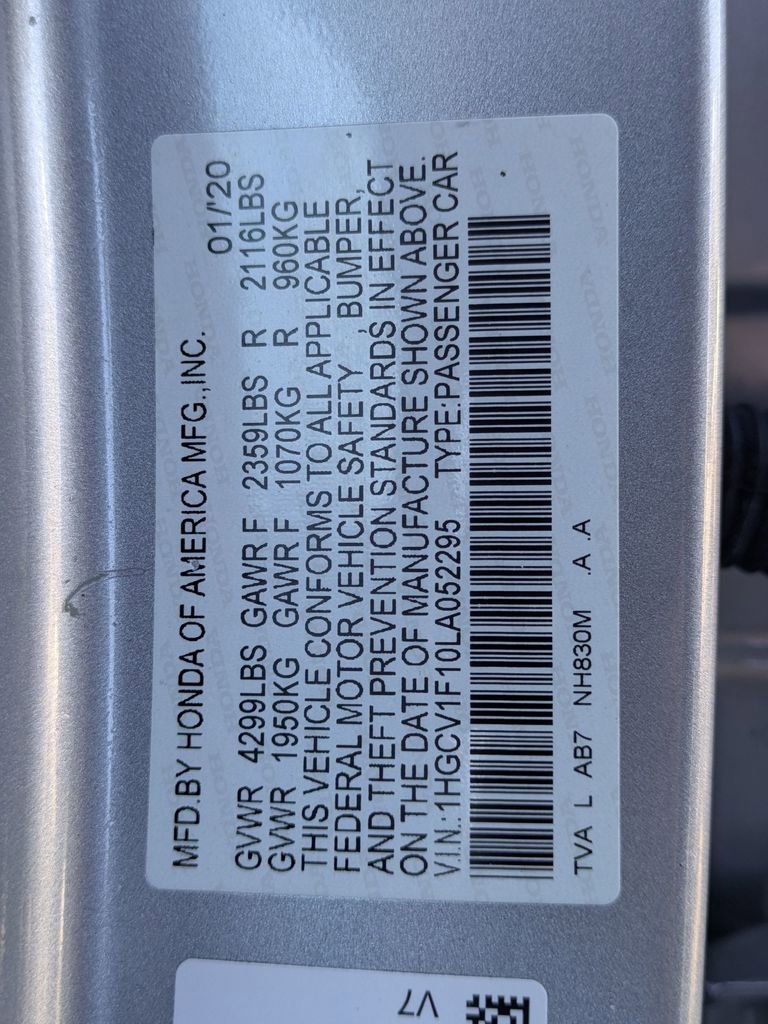 MFD.BY HONDA OF AMERICA MFG.,INC. 01/'20
GVWR 4299LBS GAWR F 2359LBS R 2116LBS
GVWR 1950KG GAWR F 1070KG R 960KG
THIS VEHICLE CONFORMS TO ALL APPLICABLE
FEDERAL MOTOR VEHICLE SAFETY , BUMPER,
AND THEFT PREVENTION STANDARDS IN EFFECT
ON THE DATE OF MANUFACTURE SHOWN ABOVE.
V.I.N.:1HGCV1F10LA052295 TYPE:PASSENGER CAR
TVA L AB7 NH830M .A .A
V7